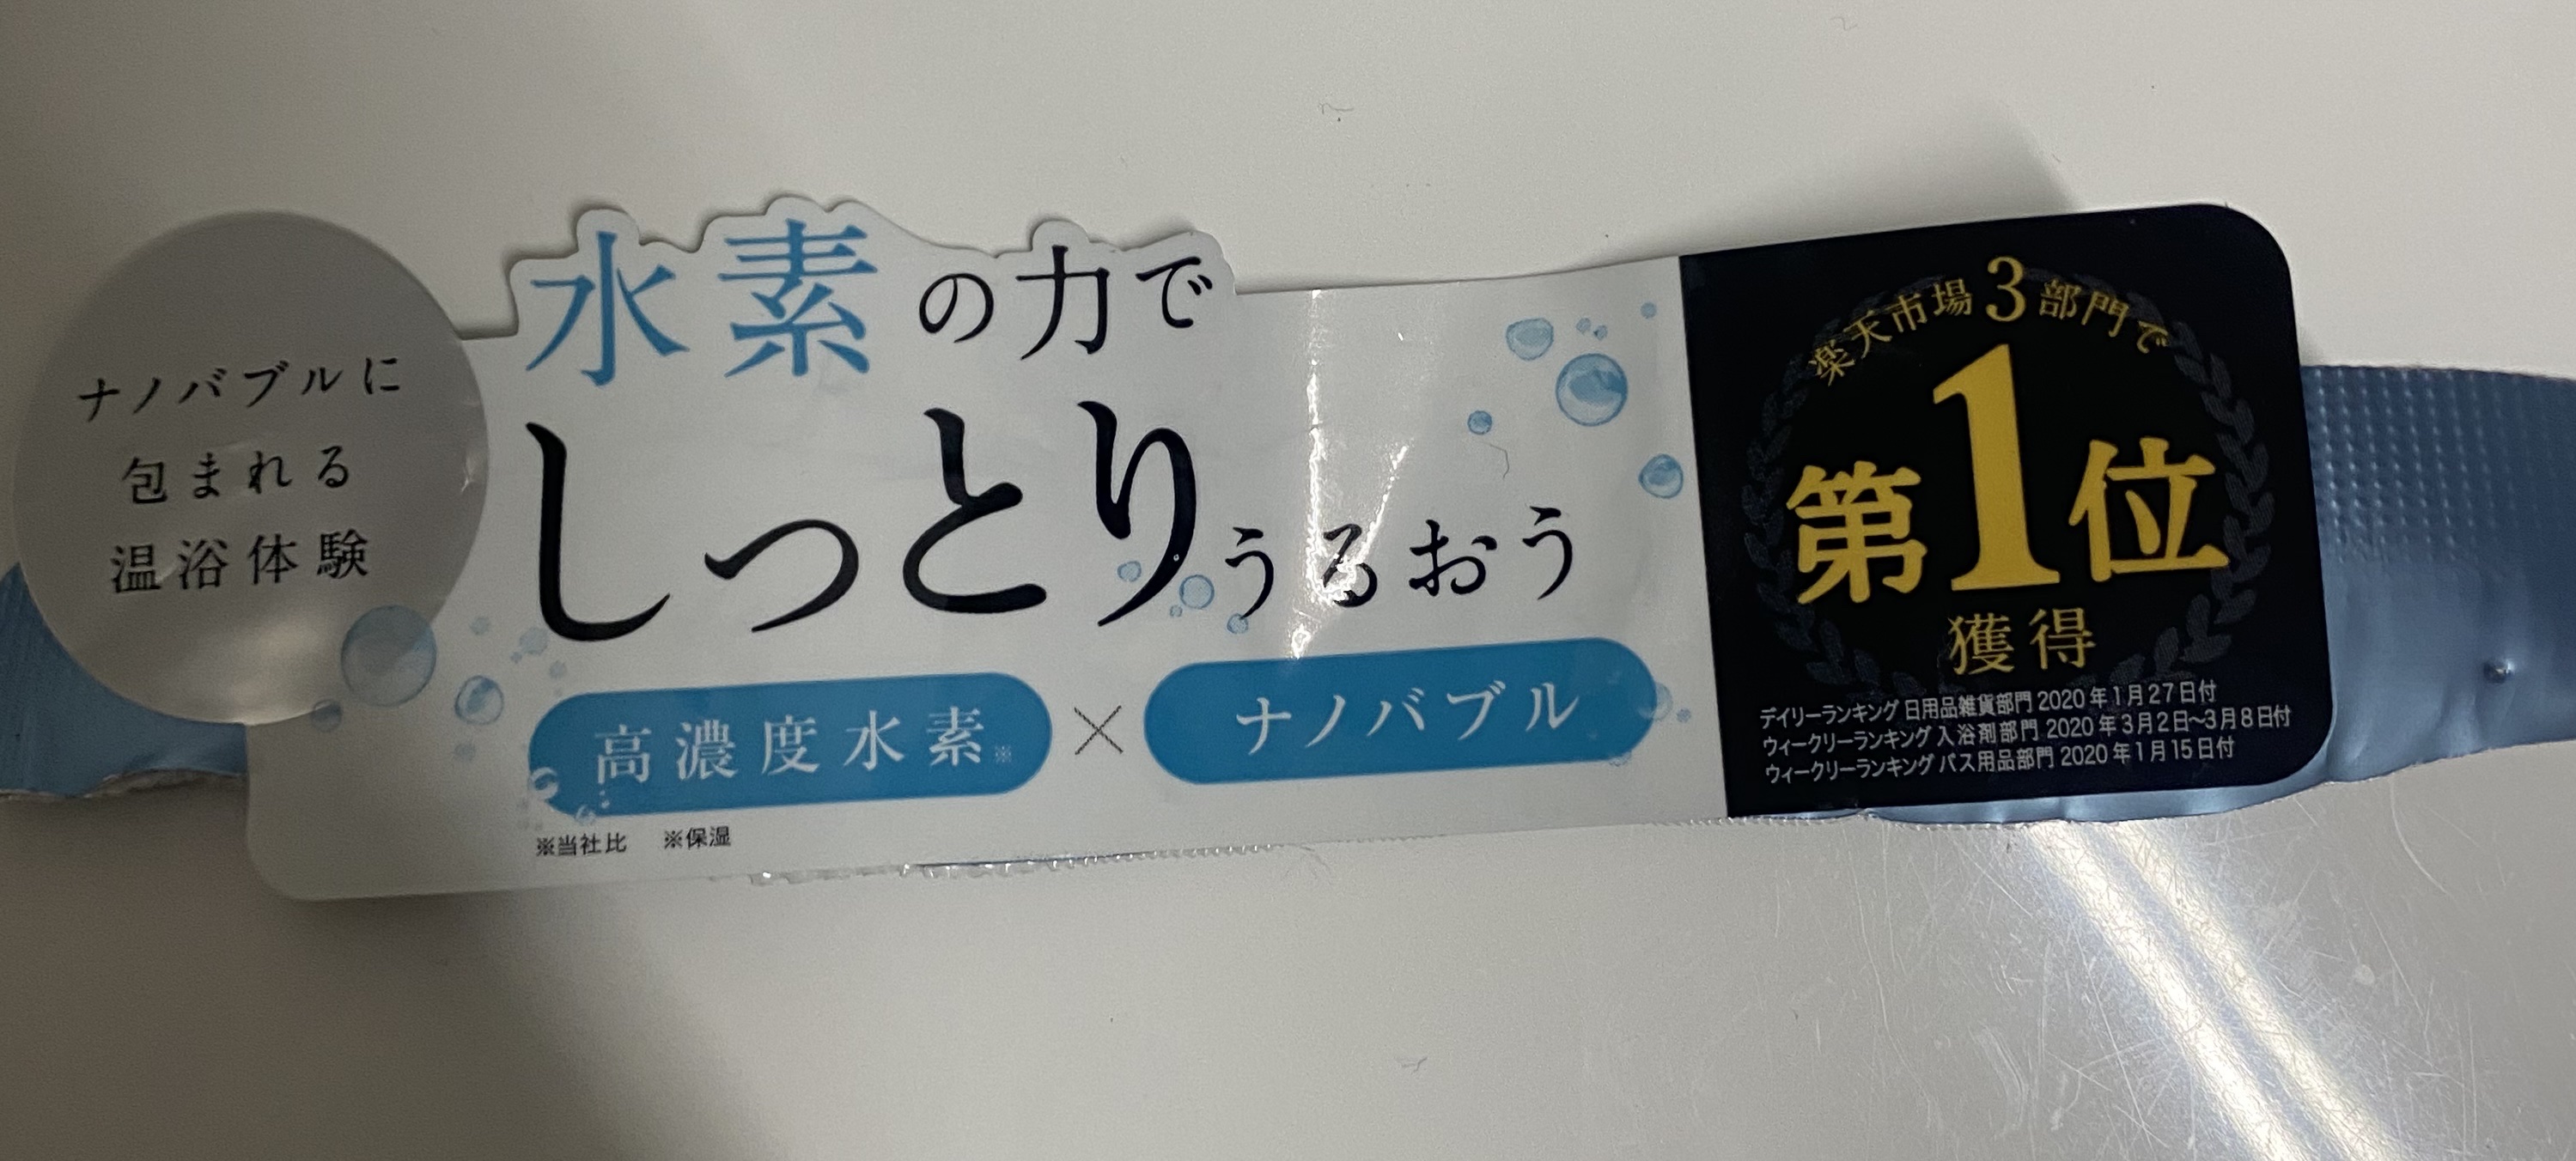 ナノバブルに
包まれる
温浴体験
水素の力で
しっとりうるおう
高濃度水素※×ナノバブル
※当社比 ※保湿
楽天市場3部門で
第1位
獲得
デイリーランキング 日用品雑貨部門 2020年1月27日付
ウィークリーランキング 入浴剤部門 2020年3月2日~3月8日付
ウィークリーランキング バス用品部門 2020年1月15日付